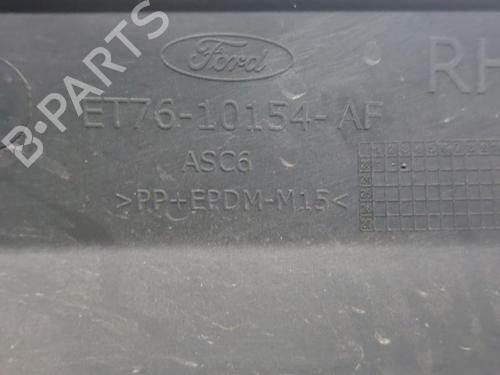 Ford
RH
ET76-10154-AF
ASC6
>PP+EPDM-M15<
B-PARTS